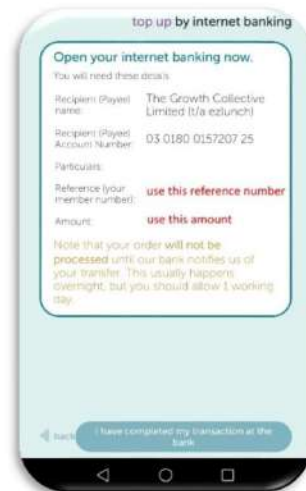 top up by internet banking
Open your internet banking now.
You will need these details
Recipient (Payee)
name:
The Growth Collective
Limited (t/a ezlunch)
Recipient (Payee)
Account Number:
03 0180 0157207 25
Particulars:
Reference (your
member number):
use this reference number
Amount:
use this amount
Note that your order will not be
processed until our bank notifies us of
your transfer. This usually happens
overnight, but you should allow 1 working
day.
back
I have completed my transaction at the
bank